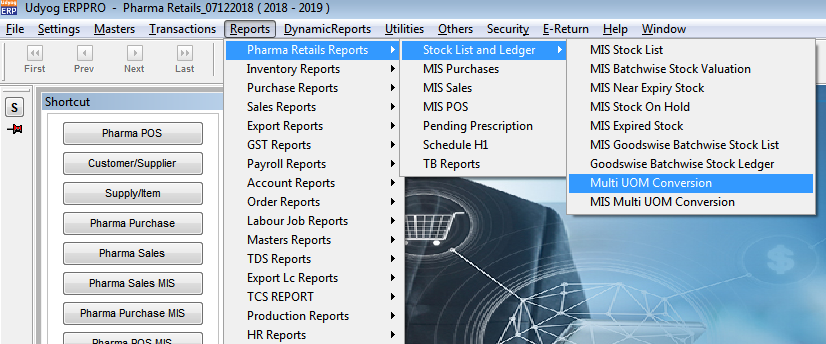 Udyog ERP
Udyog ERPPRO - Pharma Retails_07122018 ( 2018 - 2019 )
File Settings Masters Transactions Reports DynamicReports Utilities Others Security E-Return Help Window
First Prev Next Last
S
Shortcut
Pharma POS
Customer/Supplier
Supply/Item
Pharma Purchase
Pharma Sales
Pharma Sales MIS
Pharma Purchase MIS
Pharma POS MIS
Pharma Retails Reports
Inventory Reports
Purchase Reports
Sales Reports
Export Reports
GST Reports
Payroll Reports
Account Reports
Order Reports
Labour Job Reports
Masters Reports
TDS Reports
Export Lc Reports
TCS REPORT
Production Reports
HR Reports
Stock List and Ledger
MIS Purchases
MIS Sales
MIS POS
Pending Prescription
Schedule H1
TB Reports
MIS Stock List
MIS Batchwise Stock Valuation
MIS Near Expiry Stock
MIS Stock On Hold
MIS Expired Stock
MIS Goodswise Batchwise Stock List
Goodswise Batchwise Stock Ledger
Multi UOM Conversion
MIS Multi UOM Conversion
$